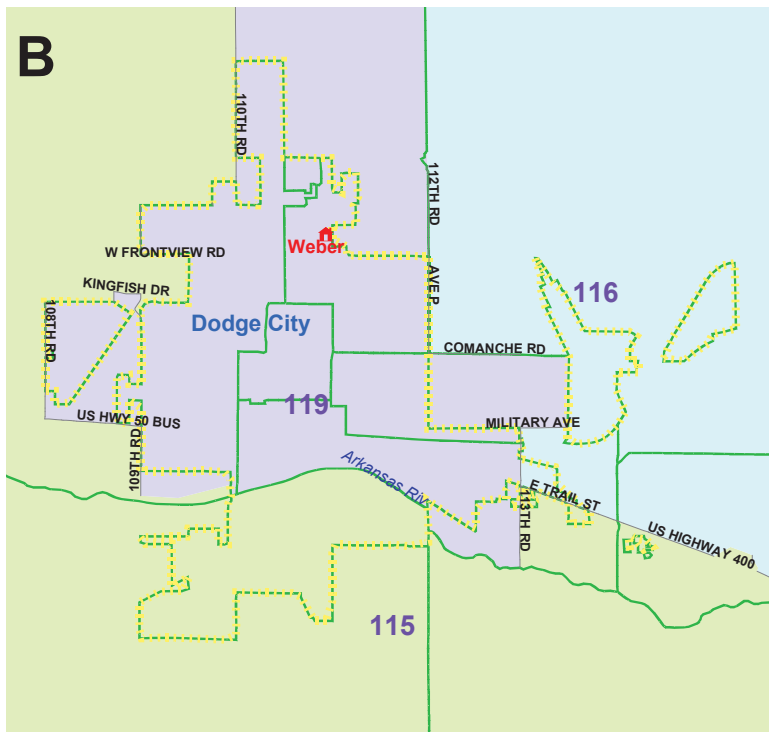 B
110TH RD
112TH RD
Weber
W FRONTVIEW RD
KINGFISH DR
AVE P
116
108TH RD
Dodge City
COMANCHE RD
119
US HWY 50 BUS
MILITARY AVE
109TH RD
Arkansas Riv
E TRAIL ST
113TH RD
US HIGHWAY 400
115